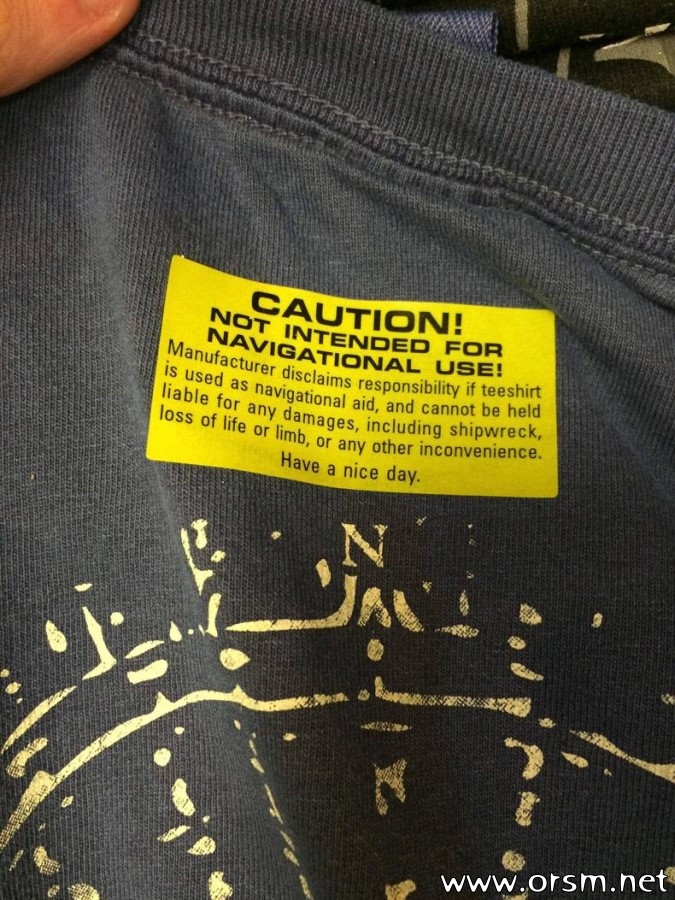 CAUTION!
NOT INTENDED FOR
NAVIGATIONAL USE!
Manufacturer disclaims responsibility if teeshirt
is used as navigational aid, and cannot be held
liable for any damages, including shipwreck,
loss of life or limb, or any other inconvenience.
Have a nice day.
N
N
www.orsm.net